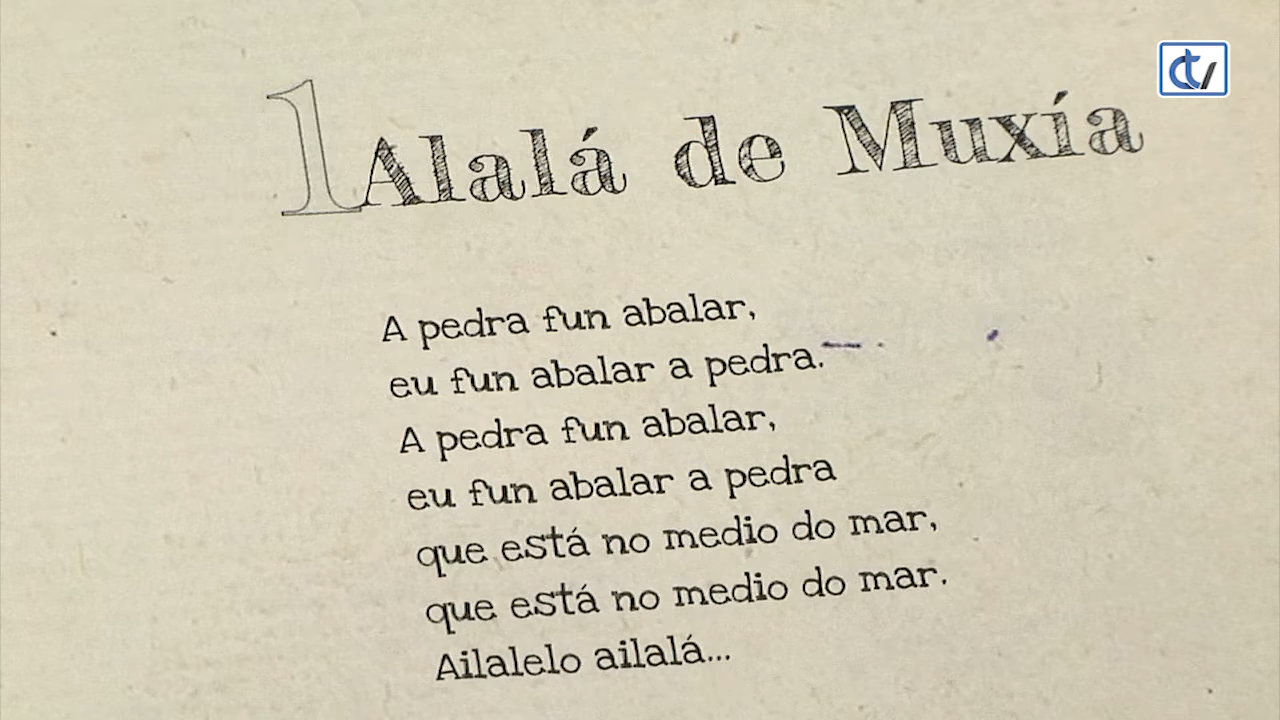 1 Alalá de Muxía
A pedra fun abalar,
eu fun abalar a pedra.
A pedra fun abalar,
eu fun abalar a pedra
que está no medio do mar,
que está no medio do mar.
Ailalelo ailalá...
CTV